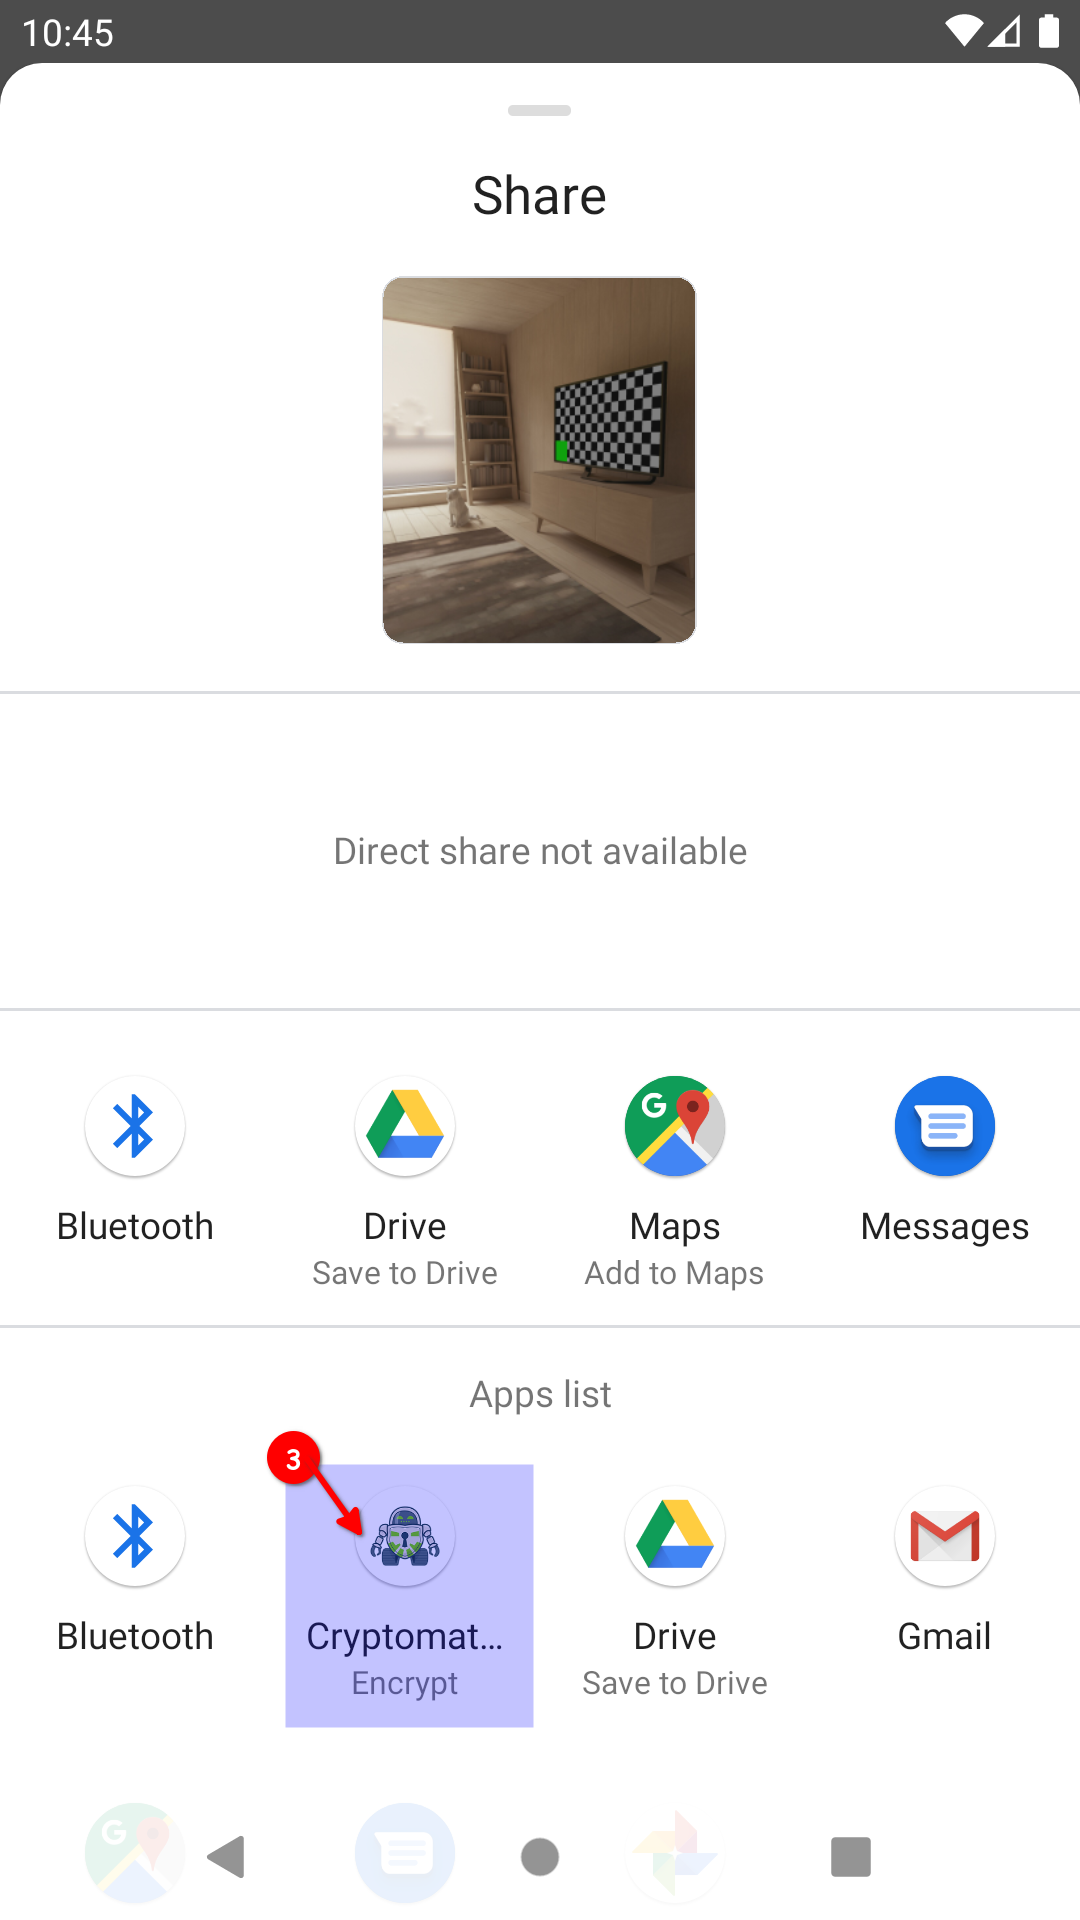 10:45
Share
Direct share not available
Bluetooth
Drive
Maps
Messages
Save to Drive
Add to Maps
Apps list
3
Bluetooth
Cryptomat...
Drive
Gmail
Encrypt
Save to Drive